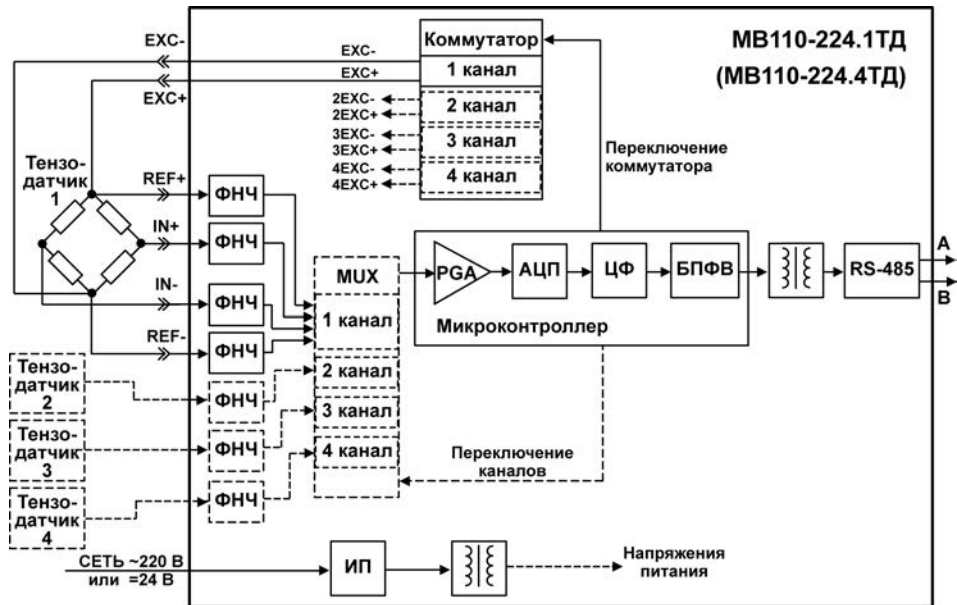 МВ110-224.1ТД
(МВ110-224.4ТД)
EXC-
EXC+
EXC-
EXC+
Коммутатор
1 канал
2 канал
3 канал
4 канал
2EXC-
2EXC+
3EXC-
3EXC+
4EXC-
4EXC+
Переключение
коммутатора
Тензо-
датчик
1
REF+
IN+
IN-
REF-
ФНЧ
ФНЧ
ФНЧ
ФНЧ
ФНЧ
ФНЧ
ФНЧ
MUX
1 канал
2 канал
3 канал
4 канал
PGA
АЦП
ЦФ
БПФВ
Микроконтроллер
RS-485
A
B
Тензо-
датчик
2
Тензо-
датчик
3
Тензо-
датчик
4
Переключение
каналов
СЕТЬ ~220 В
или =24 В
ИП
Напряжения
питания